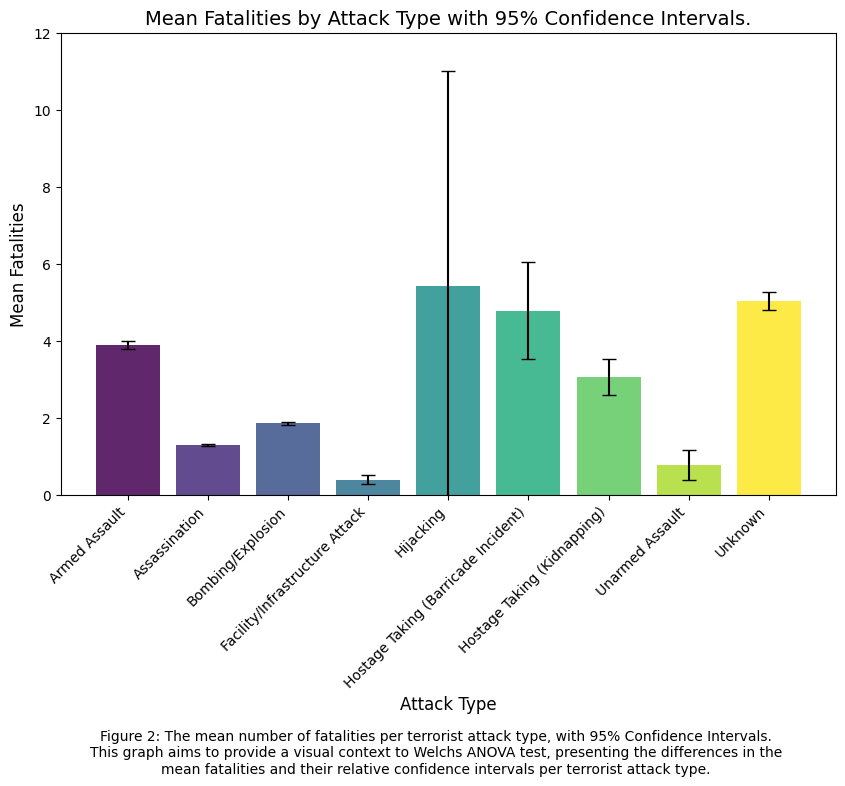 Mean Fatalities by Attack Type with 95% Confidence Intervals.
12
10
8
6
4
2
0
Mean Fatalities
Armed Assault
Assassination
Bombing/Explosion
Facility/Infrastructure Attack
Hijacking
Hostage Taking (Barricade Incident)
Hostage Taking (Kidnapping)
Unarmed Assault
Unknown
Attack Type
Figure 2: The mean number of fatalities per terrorist attack type, with 95% Confidence Intervals.
This graph aims to provide a visual context to Welchs ANOVA test, presenting the differences in the
mean fatalities and their relative confidence intervals per terrorist attack type.